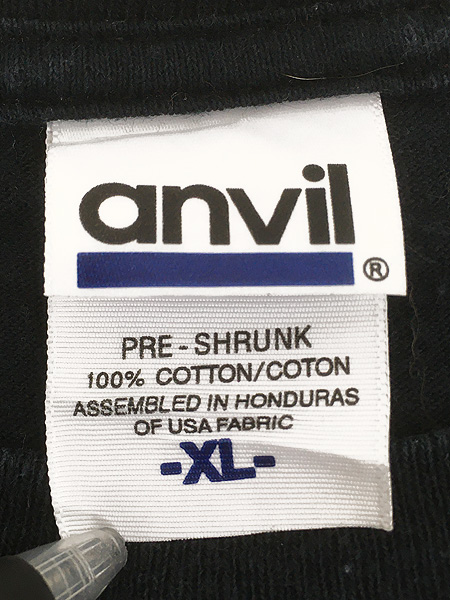 anvil
®
PRE-SHRUNK
100% COTTON/COTON
ASSEMBLED IN HONDURAS
OF USA FABRIC
-XL-